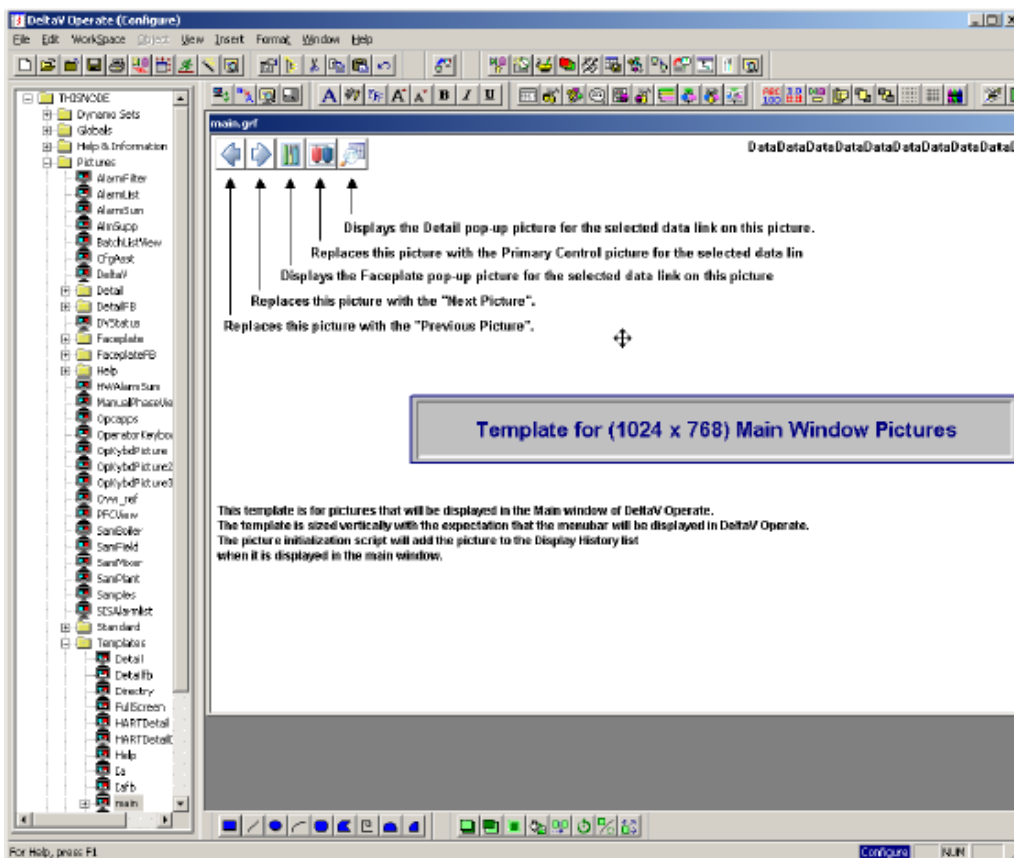 DeltaV Operate (Configure)
File Edit WorkSpace Object View Insert Format Window Help
A A A B I U
THISNODE
Dynamo Sets
Globals
Help & Information
Pictures
AlarmFilter
AlarmList
AlarmSum
AlmSupp
BatchListView
CfgAsst
DeltaV
Detail
DetailFB
DVStatus
Faceplate
FaceplateFB
Help
HWAlarmSum
ManualPhaseVie
Opcapps
OperatorKeyboa
OpKybdPicture
OpKybdPicture2
OpKybdPicture3
Ovw_ref
PFCView
SamBoiler
SamField
SamMixer
SamPlant
Samples
SISAlarmlist
Standard
Templates
Detail
Detailfb
Directry
FullScreen
HARTDetail
Help
Ia
Iafb
main
main.grf
DataDataDataDataDataDataDataDataData
Displays the Detail pop-up picture for the selected data link on this picture.
Replaces this picture with the Primary Control picture for the selected data lin
Displays the Faceplate pop-up picture for the selected data link on this picture
Replaces this picture with the "Next Picture".
Replaces this picture with the "Previous Picture".
Template for (1024 x 768) Main Window Pictures
This template is for pictures that will be displayed in the Main window of DeltaV Operate.
The template is sized vertically with the expectation that the menubar will be displayed in DeltaV Operate.
The picture initialization script will add the picture to the Display History list
when it is displayed in the main window.
For Help, press F1
Configure NUM